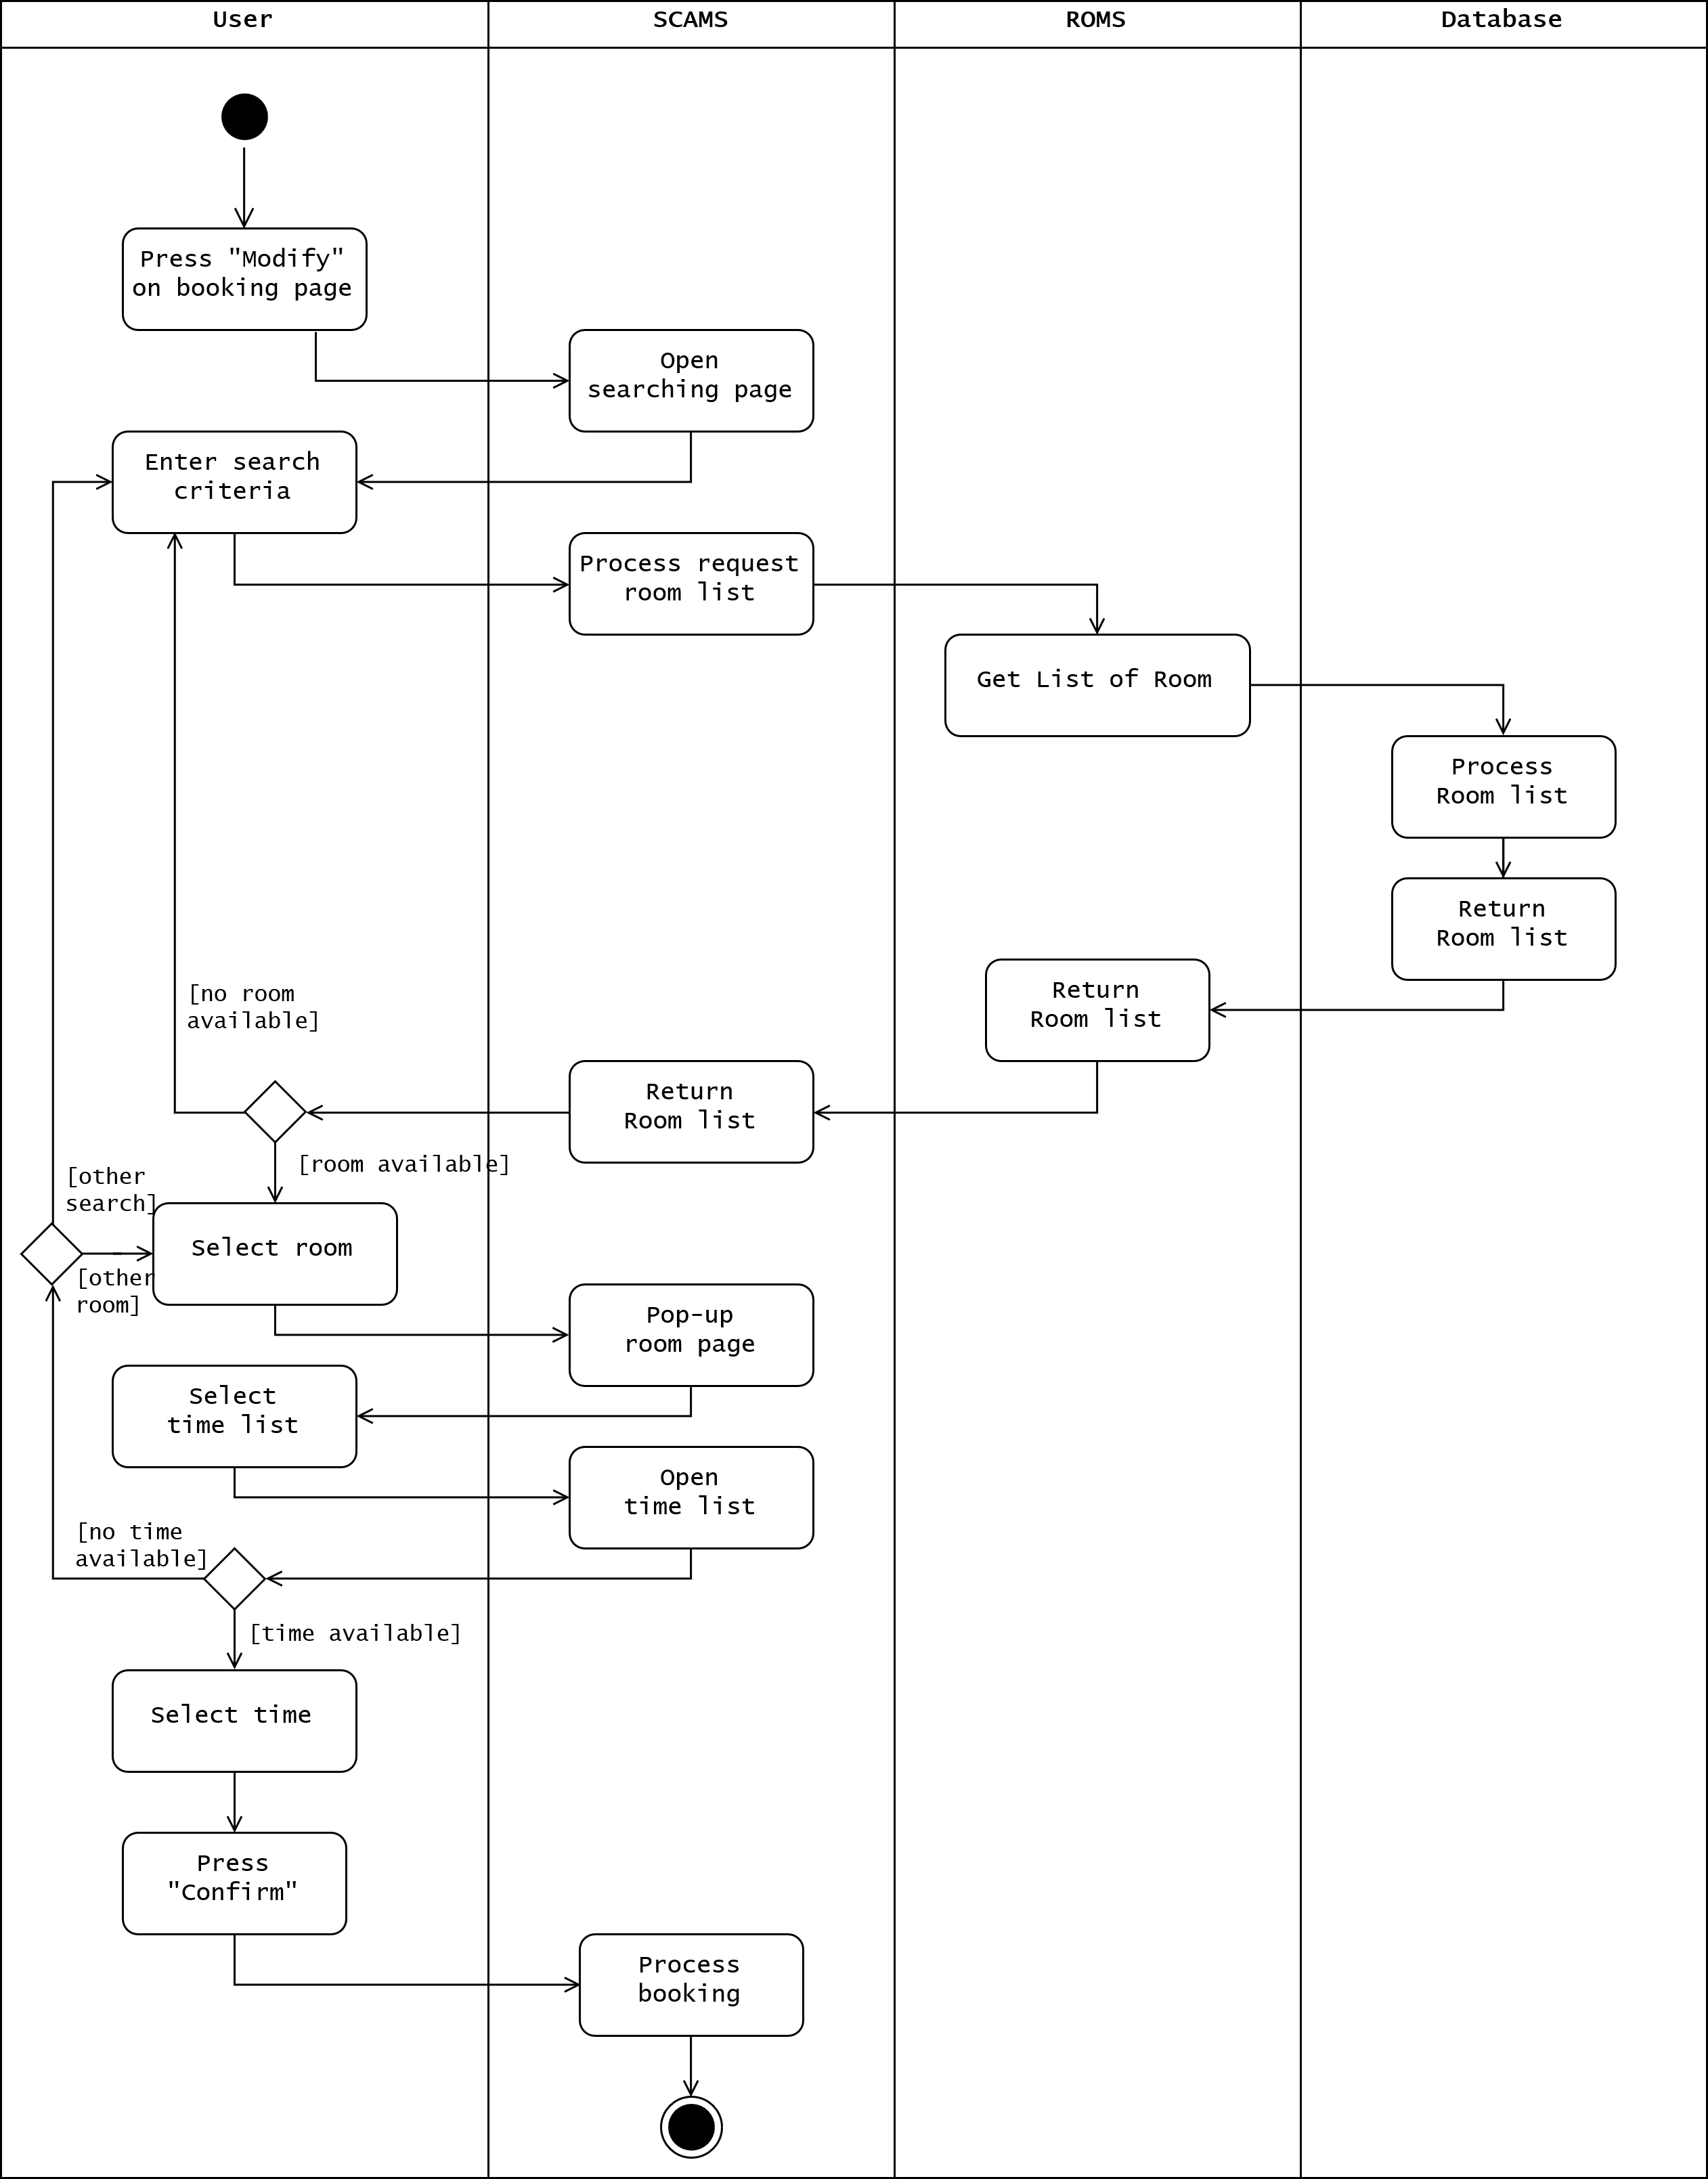 User
SCAMS
ROMS
Database
Press "Modify"
on booking page
Open
searching page
Enter search
criteria
Process request
room list
Get List of Room
Process
Room list
Return
Room list
Return
Room list
[no room
available]
Return
Room list
[room available]
[other
search]
Select room
[other
room]
Pop-up
room page
Select
time list
Open
time list
[no time
available]
[time available]
Select time
Press
"Confirm"
Process
booking